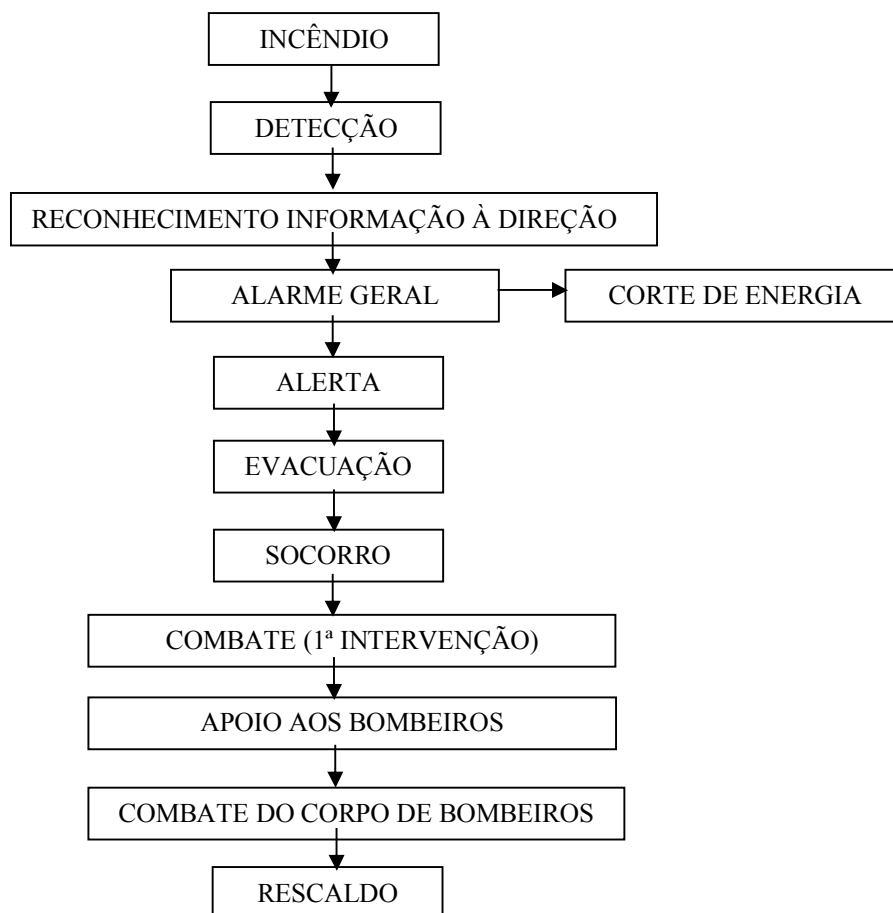 INCÊNDIO
DETECÇÃO
RECONHECIMENTO INFORMAÇÃO À DIREÇÃO
ALARME GERAL
CORTE DE ENERGIA
ALERTA
EVACUAÇÃO
SOCORRO
COMBATE (1ª INTERVENÇÃO)
APOIO AOS BOMBEIROS
COMBATE DO CORPO DE BOMBEIROS
RESCALDO